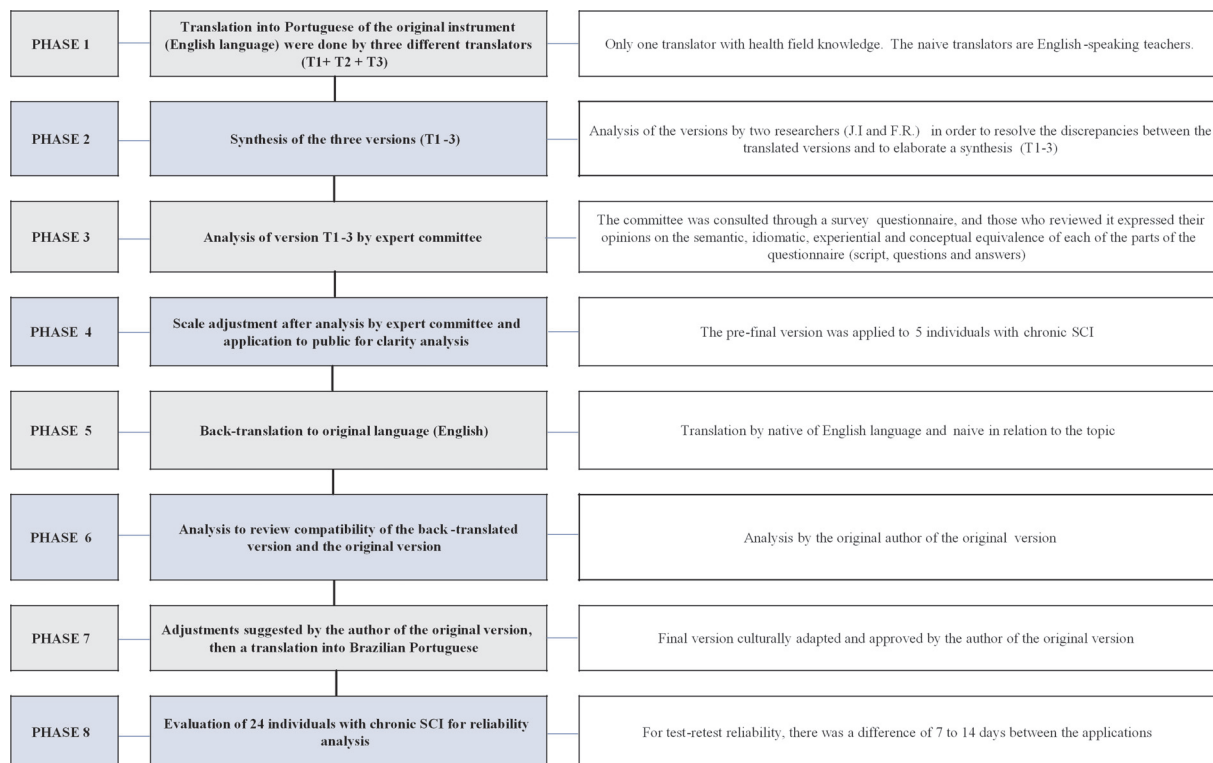 PHASE 1
Translation into Portuguese of the original instrument
(English language) were done by three different translators
(T1+ T2 + T3)
Only one translator with health field knowledge. The naive translators are English-speaking teachers.
PHASE 2
Synthesis of the three versions (T1-3)
Analysis of the versions by two researchers (J.I and F.R.) in order to resolve the discrepancies between the
translated versions and to elaborate a synthesis (T1-3)
PHASE 3
Analysis of version T1-3 by expert committee
The committee was consulted through a survey questionnaire, and those who reviewed it expressed their
opinions on the semantic, idiomatic, experiential and conceptual equivalence of each of the parts of the
questionnaire (script, questions and answers)
PHASE 4
Scale adjustment after analysis by expert committee and
application to public for clarity analysis
The pre-final version was applied to 5 individuals with chronic SCI
PHASE 5
Back-translation to original language (English)
Translation by native of English language and naive in relation to the topic
PHASE 6
Analysis to review compatibility of the back-translated
version and the original version
Analysis by the original author of the original version
PHASE 7
Adjustments suggested by the author of the original version,
then a translation into Brazilian Portuguese
Final version culturally adapted and approved by the author of the original version
PHASE 8
Evaluation of 24 individuals with chronic SCI for reliability
analysis
For test-retest reliability, there was a difference of 7 to 14 days between the applications